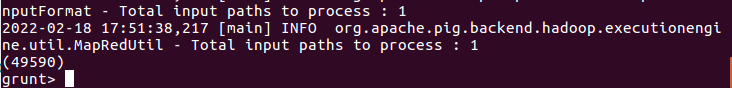 nputFormat - Total input paths to process : 1
2022-02-18 17:51:38,217 [main] INFO  org.apache.pig.backend.hadoop.executionengi
ne.util.MapRedUtil - Total input paths to process : 1
(49590)
grunt>